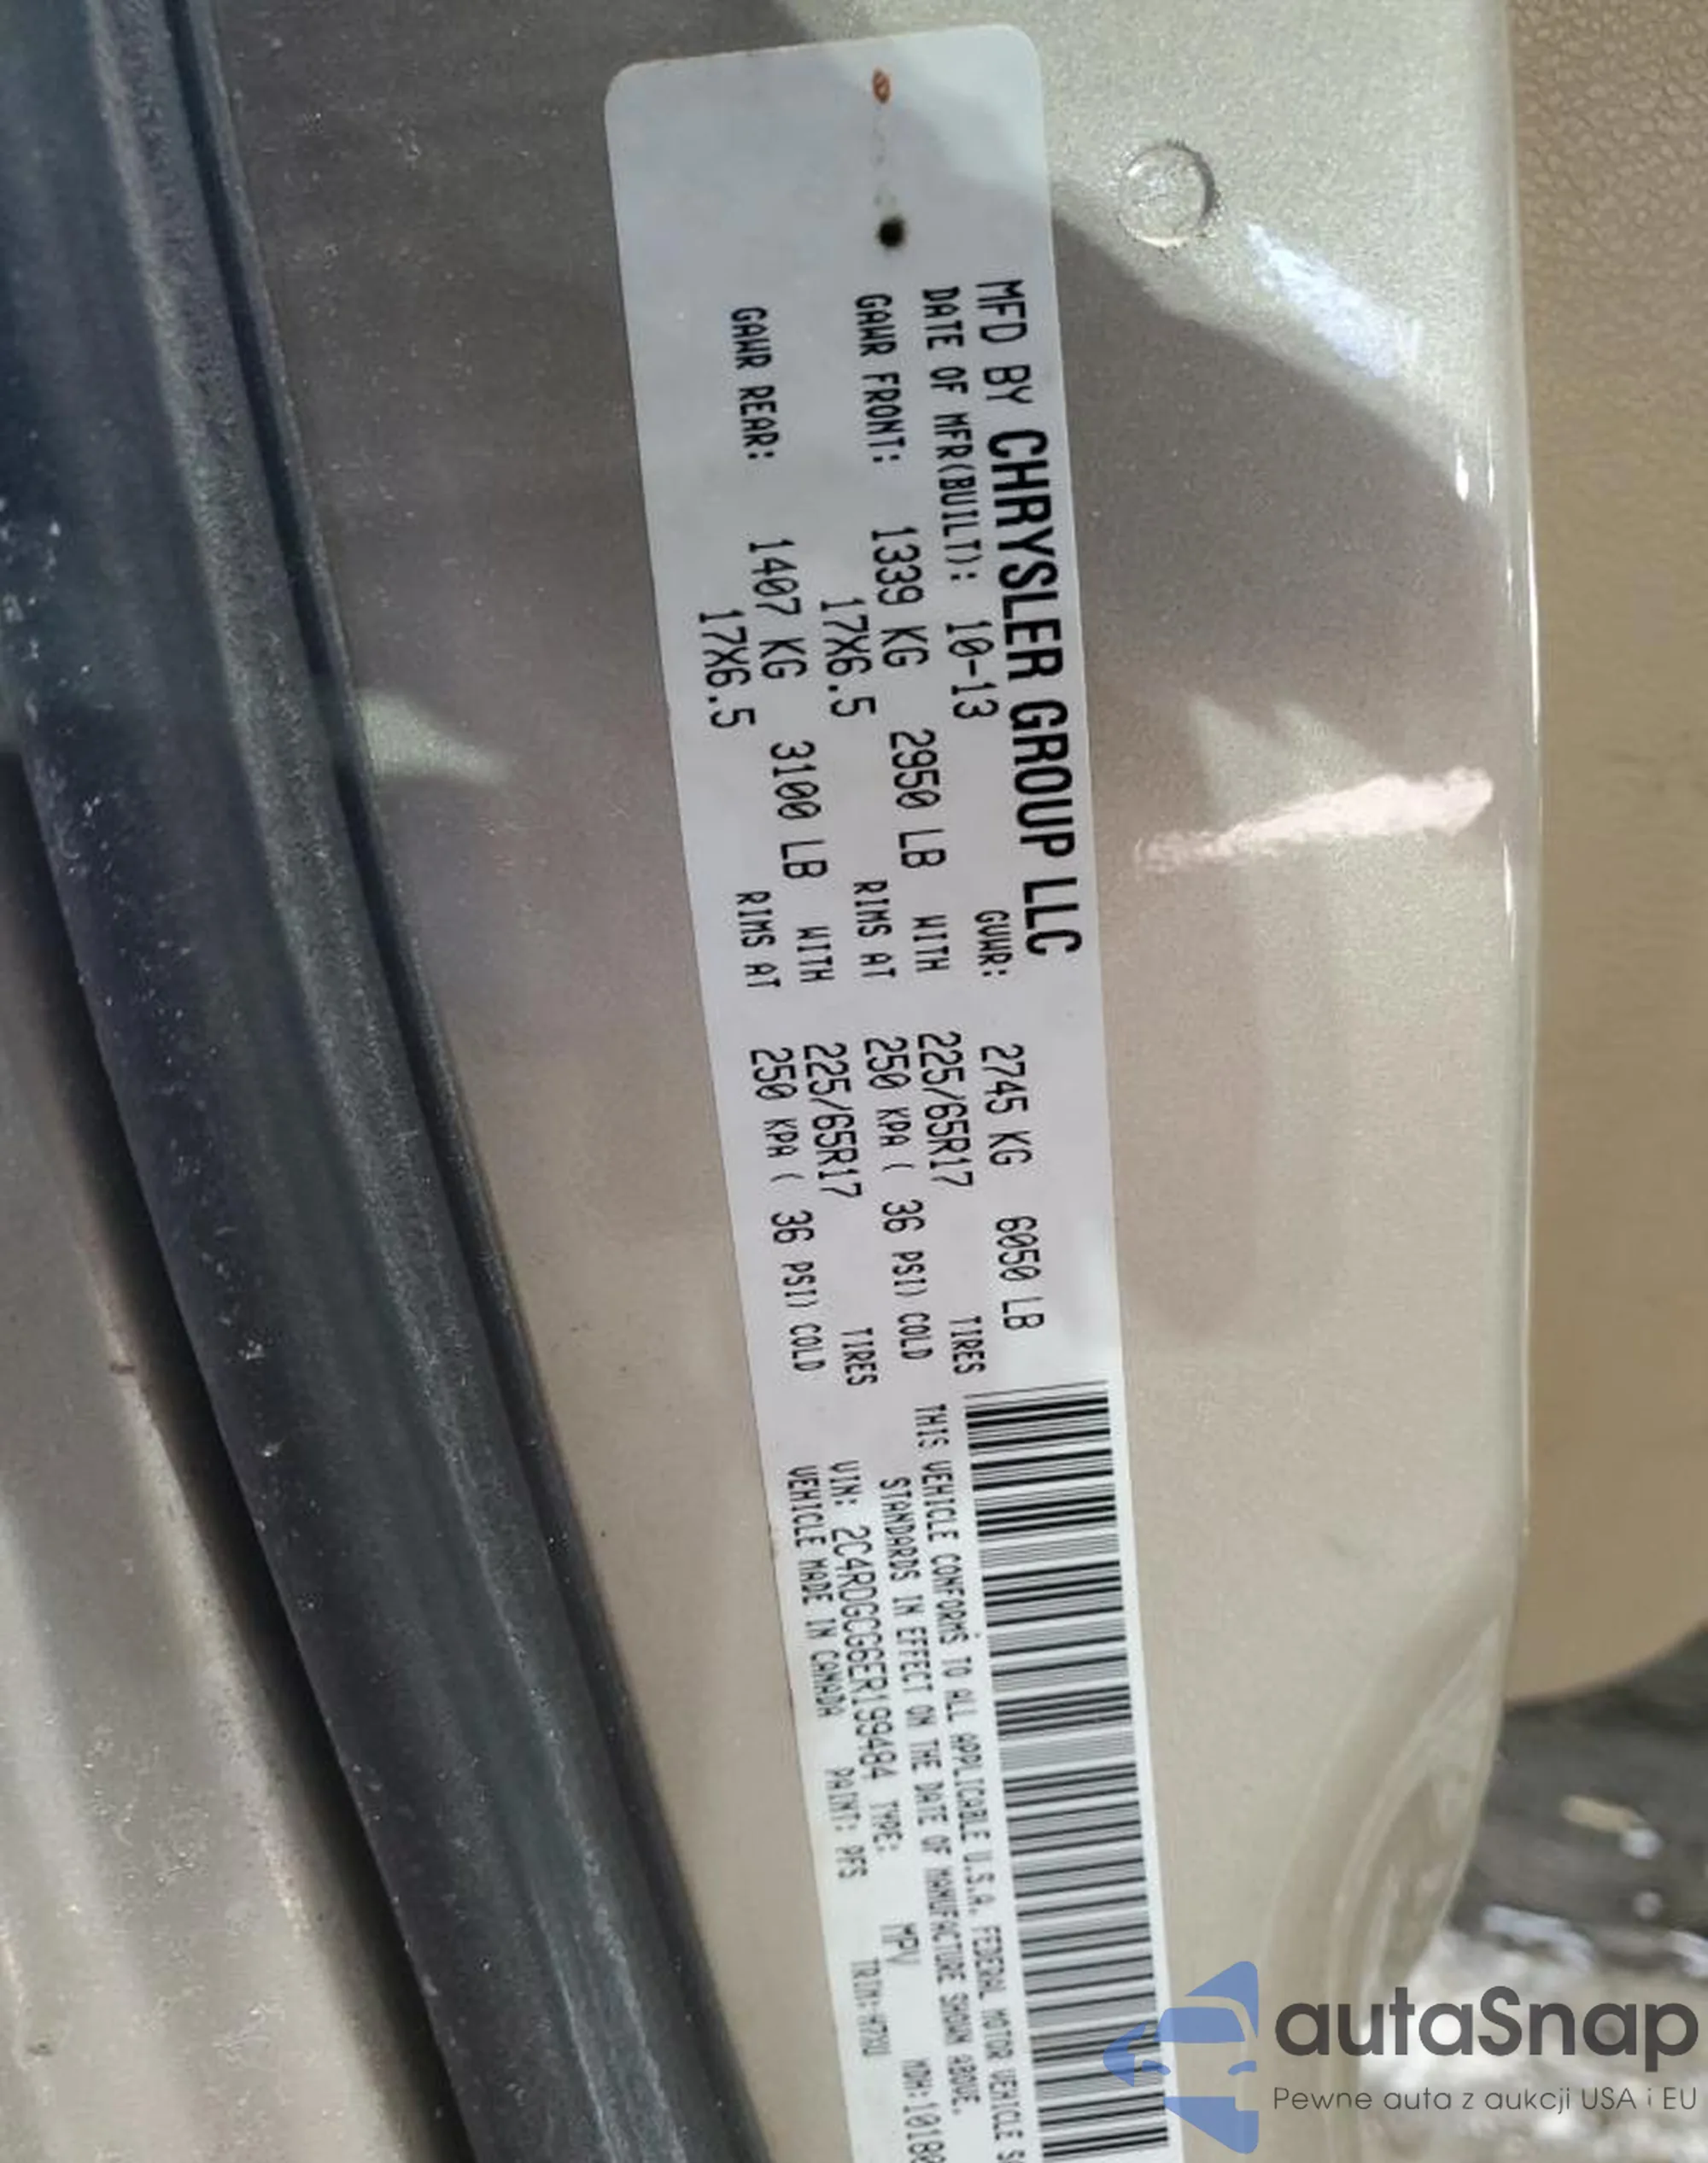 MFD BY CHRYSLER GROUP LLC
DATE OF MFR(BUILT): 10-13 GVWR: 2745 KG 6050 LB
GAWR FRONT: 1339 KG 2950 LB WITH 225/65R17 TIRES
17X6.5 RIMS AT 250 KPA ( 36 PSI) COLD
GAWR REAR: 1407 KG 3100 LB WITH 225/65R17 TIRES
17X6.5 RIMS AT 250 KPA ( 36 PSI) COLD
THIS VEHICLE CONFORMS TO ALL APPLICABLE U.S.A. FEDERAL MOTOR VEHICLE
STANDARDS IN EFFECT ON THE DATE OF MANUFACTURE SHOWN ABOVE.
VIN: 2C4RDGCG6ER199484 TYPE: MPV MDH:
VEHICLE MADE IN CANADA PAINT: PFS TRIM:
autaSnap
Pewne auta z aukcji USA i EU